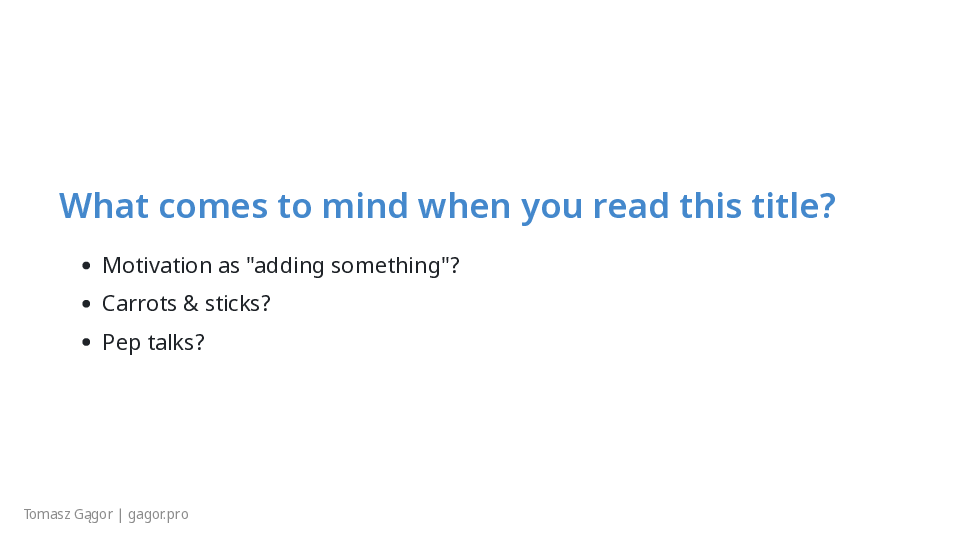 What comes to mind when you read this title?
• Motivation as "adding something"?
• Carrots & sticks?
• Pep talks?
Tomasz Gągor | gagor.pro